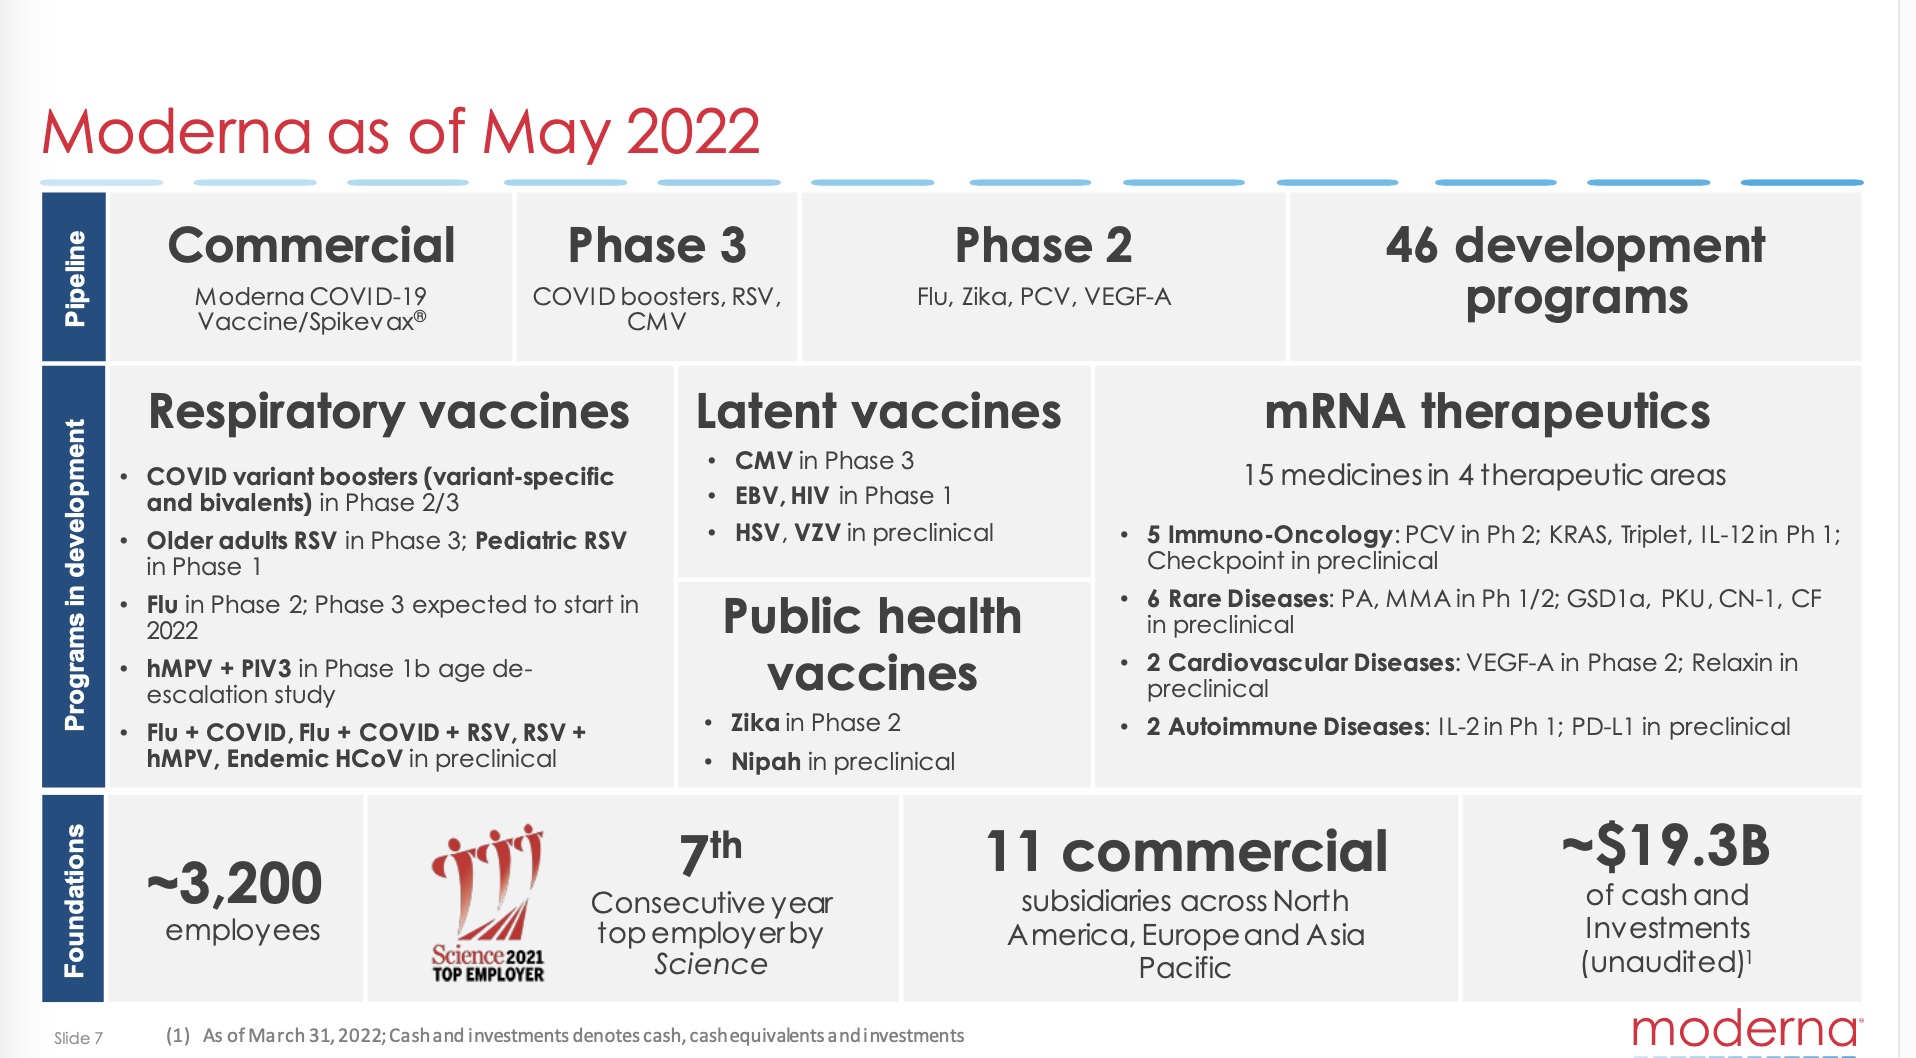 Moderna as of May 2022
Pipeline
Commercial
Moderna COVID-19
Vaccine/Spikevax®
Phase 3
COVID boosters, RSV,
CMV
Phase 2
Flu, Zika, PCV, VEGF-A
46 development
programs
Programs in development
Respiratory vaccines
• COVID variant boosters (variant-specific
and bivalents) in Phase 2/3
• Older adults RSV in Phase 3; Pediatric RSV
in Phase 1
• Flu in Phase 2; Phase 3 expected to start in
2022
• hMPV + PIV3 in Phase 1b age de-
escalation study
• Flu + COVID, Flu + COVID + RSV, RSV +
hMPV, Endemic HCoV in preclinical
Latent vaccines
• CMV in Phase 3
• EBV, HIV in Phase 1
• HSV, VZV in preclinical
Public health
vaccines
• Zika in Phase 2
• Nipah in preclinical
mRNA therapeutics
15 medicines in 4 therapeutic areas
• 5 Immuno-Oncology: PCV in Ph 2; KRAS, Triplet, IL-12 in Ph 1;
Checkpoint in preclinical
• 6 Rare Diseases: PA, MMA in Ph 1/2; GSD1a, PKU, CN-1, CF
in preclinical
• 2 Cardiovascular Diseases: VEGF-A in Phase 2; Relaxin in
preclinical
• 2 Autoimmune Diseases: IL-2 in Ph 1; PD-L1 in preclinical
Foundations
~3,200
employees
Science 2021
TOP EMPLOYER
7th
Consecutive year
top employer by
Science
11 commercial
subsidiaries across North
America, Europe and Asia
Pacific
~$19.3B
of cash and
Investments
(unaudited)1
Slide 7
(1) As of March 31, 2022; Cash and investments denotes cash, cash equivalents and investments
moderna®